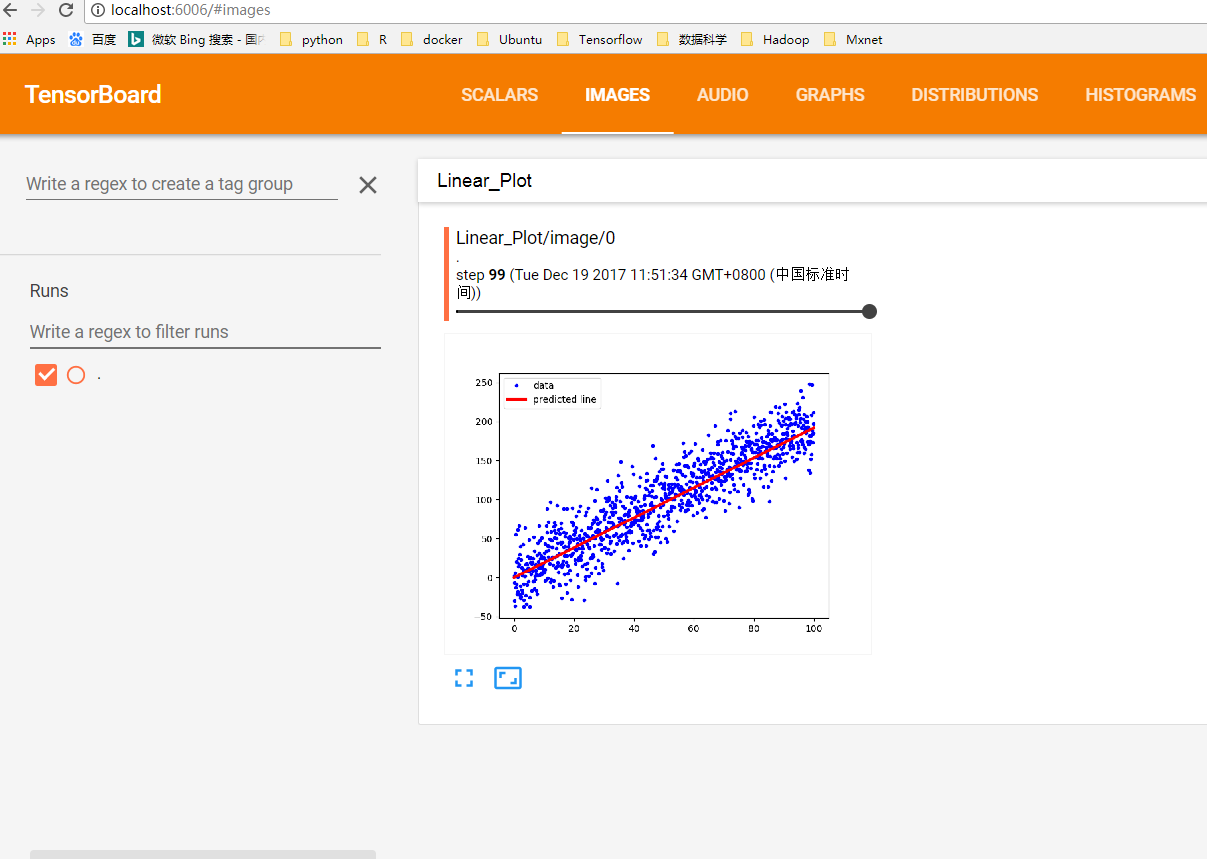 localhost:6006/#images
Apps 百度 微软 Bing 搜索 - 国 python R docker Ubuntu Tensorflow 数据科学 Hadoop Mxnet
TensorBoard SCALARS IMAGES AUDIO GRAPHS DISTRIBUTIONS HISTOGRAMS
Write a regex to create a tag group
Runs
Write a regex to filter runs
.
Linear_Plot
Linear_Plot/image/0
.
step 99 (Tue Dec 19 2017 11:51:34 GMT+0800 (中国标准时
间))
data
predicted line
250
200
150
100
50
0
-50
0 20 40 60 80 100